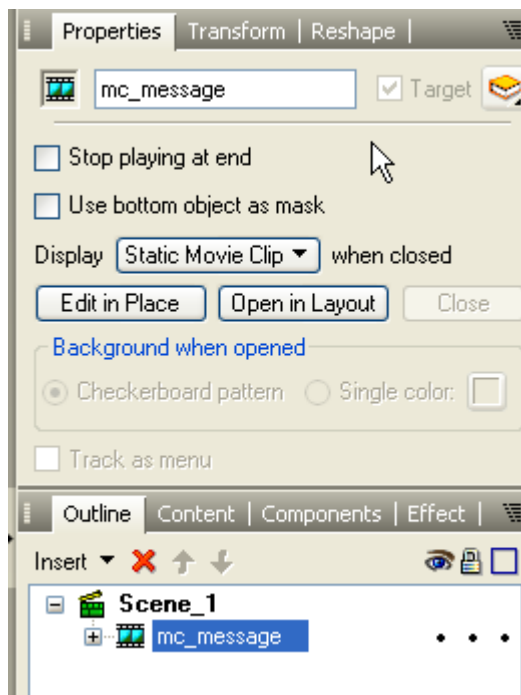 Properties Transform | Reshape |
mc_message Target
Stop playing at end
Use bottom object as mask
Display Static Movie Clip when closed
Edit in Place Open in Layout Close
Background when opened
Checkerboard pattern Single color:
Track as menu
Outline Content | Components | Effect |
Insert
Scene_1
mc_message